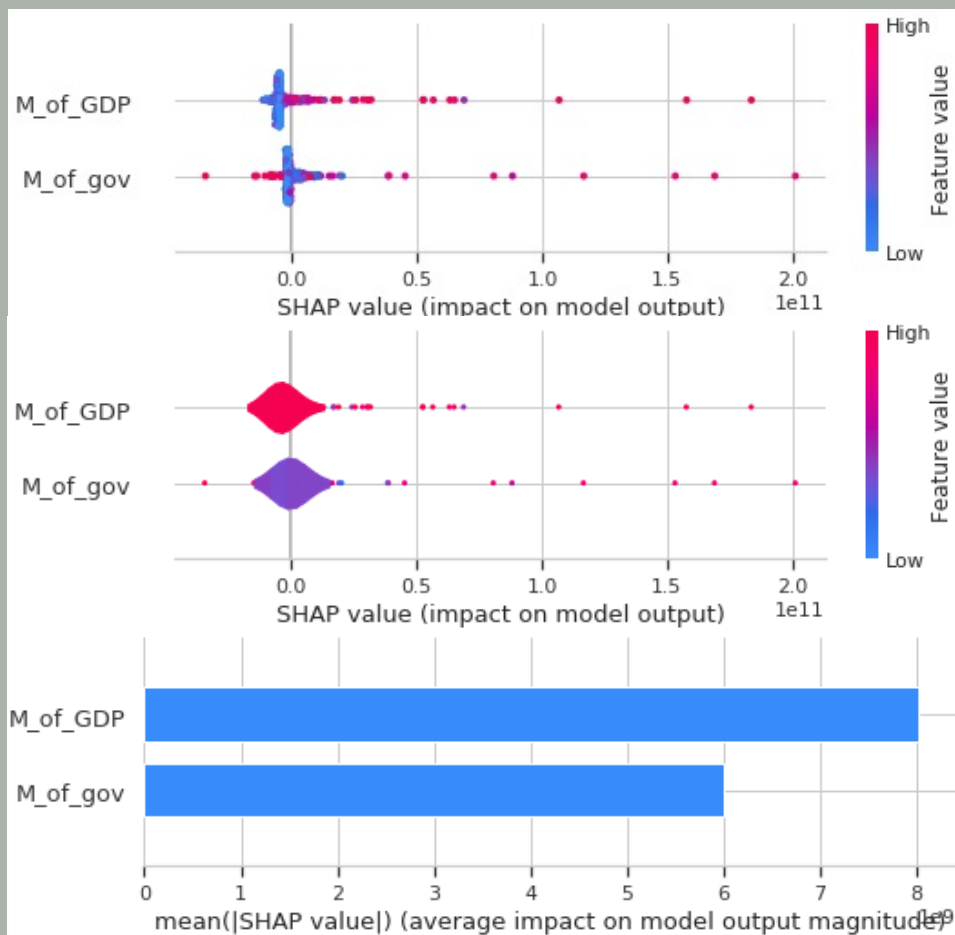 High
M_of_GDP
M_of_gov
Feature value
Low
0.0 0.5 1.0 1.5 2.0
1e11
SHAP value (impact on model output)
High
M_of_GDP
M_of_gov
Feature value
Low
0.0 0.5 1.0 1.5 2.0
1e11
SHAP value (impact on model output)
M_of_GDP
M_of_gov
0 1 2 3 4 5 6 7 8
1e9
mean(|SHAP value|) (average impact on model output magnitude)